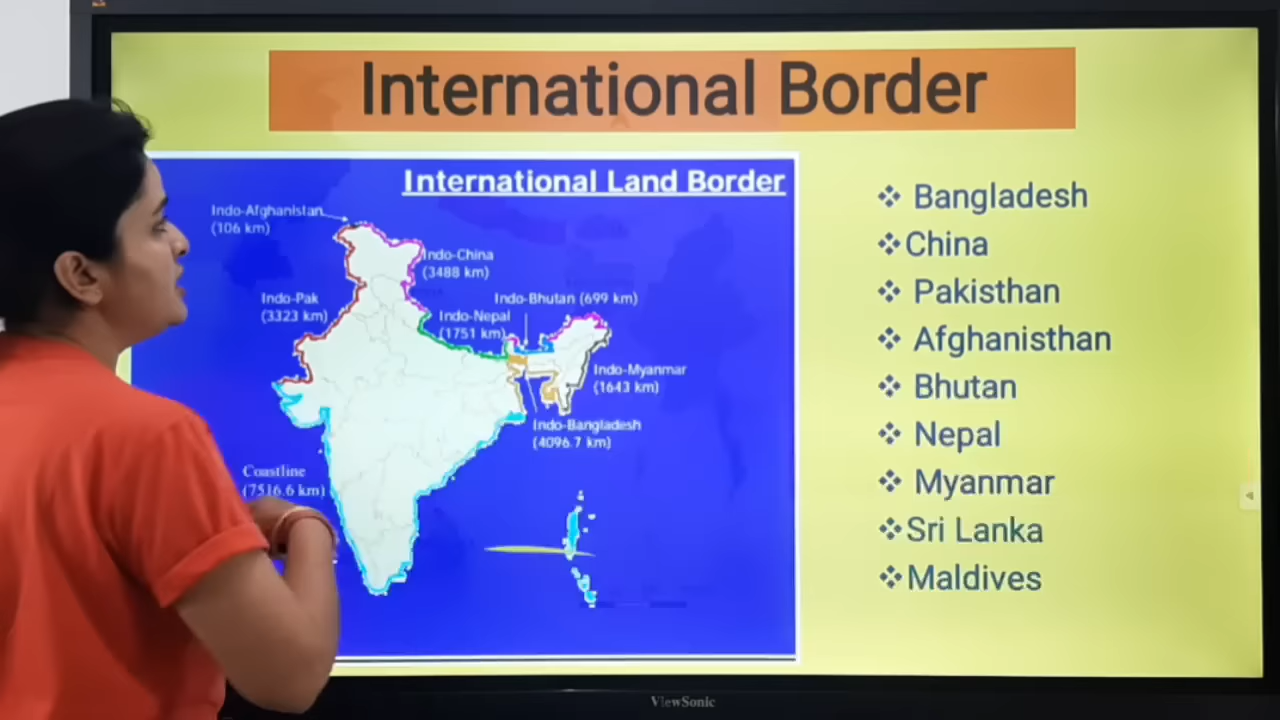 International Border
International Land Border
Indo-Afghanistan
(106 km)
Indo-China
(3488 km)
Indo-Pak
(3323 km)
Indo-Bhutan (699 km)
Indo-Nepal
(1751 km)
Indo-Myanmar
(1643 km)
Indo-Bangladesh
(4096.7 km)
Coastline
(7516.6 km)
Bangladesh
China
Pakisthan
Afghanisthan
Bhutan
Nepal
Myanmar
Sri Lanka
Maldives
ViewSonic